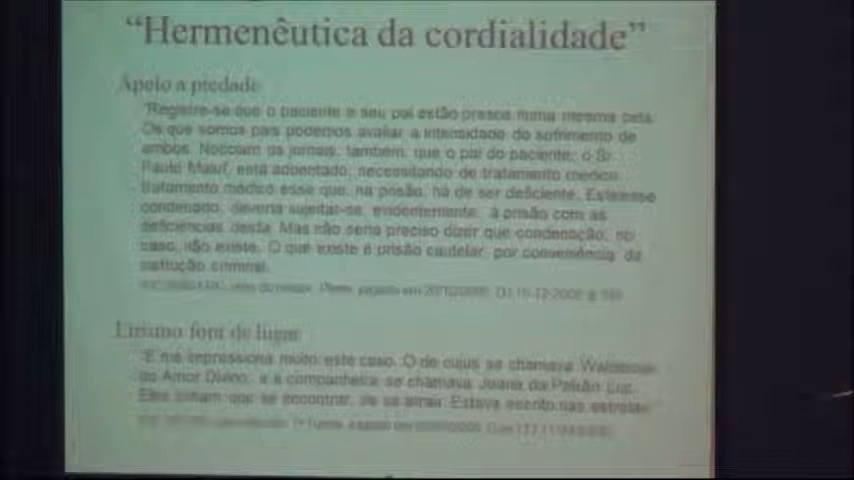 “Hermenêutica da cordialidade”
Apelo a piedade
“Registre-se que o paciente e seu pai estão presos numa mesma cela.
Os que somos pais podemos avaliar a intensidade do sofrimento de
ambos. Noticiam os jornais, também, que o pai do paciente, o Sr.
Paulo Maluf, está adoentado, necessitando de tratamento médico,
tratamento médico esse que, na prisão, há de ser deficiente. Estivesse
condenado, deveria sujeitar-se, evidentemente, à prisão com as
deficiências desta. Mas não seria preciso dizer que condenação, no
caso, não existe. O que existe é prisão cautelar, por conveniência da
instrução criminal.
Lirismo fora de lugar
“E me impressiona muito este caso. O de cujus se chamava
do Amor Divino, e a companheira se chamava Joana da Paixão Luz.
Eles tinham que se encontrar, de se atrair. Estava escrito nas estrelas”